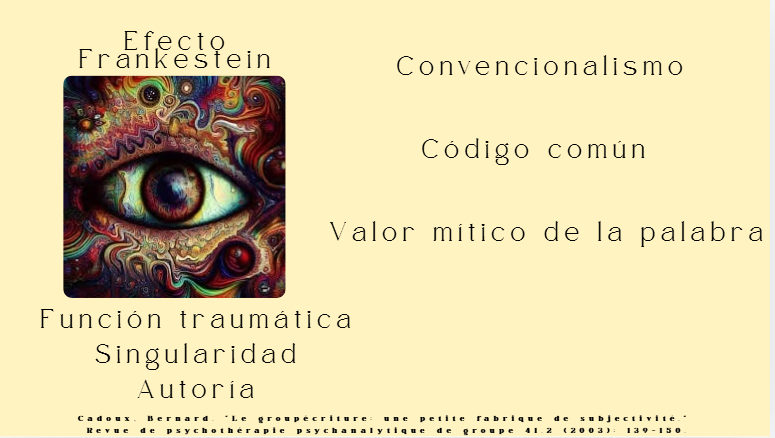 Efecto
Frankestein
Convencionalismo
Código común
Valor mítico de la palabra
Función traumática
Singularidad
Autoría
Cadoux, Bernard. "Le groupécriture: une petite fabrique de subjectivité."
Revue de psychothérapie psychanalytique de groupe 41.2 (2003): 139-150.